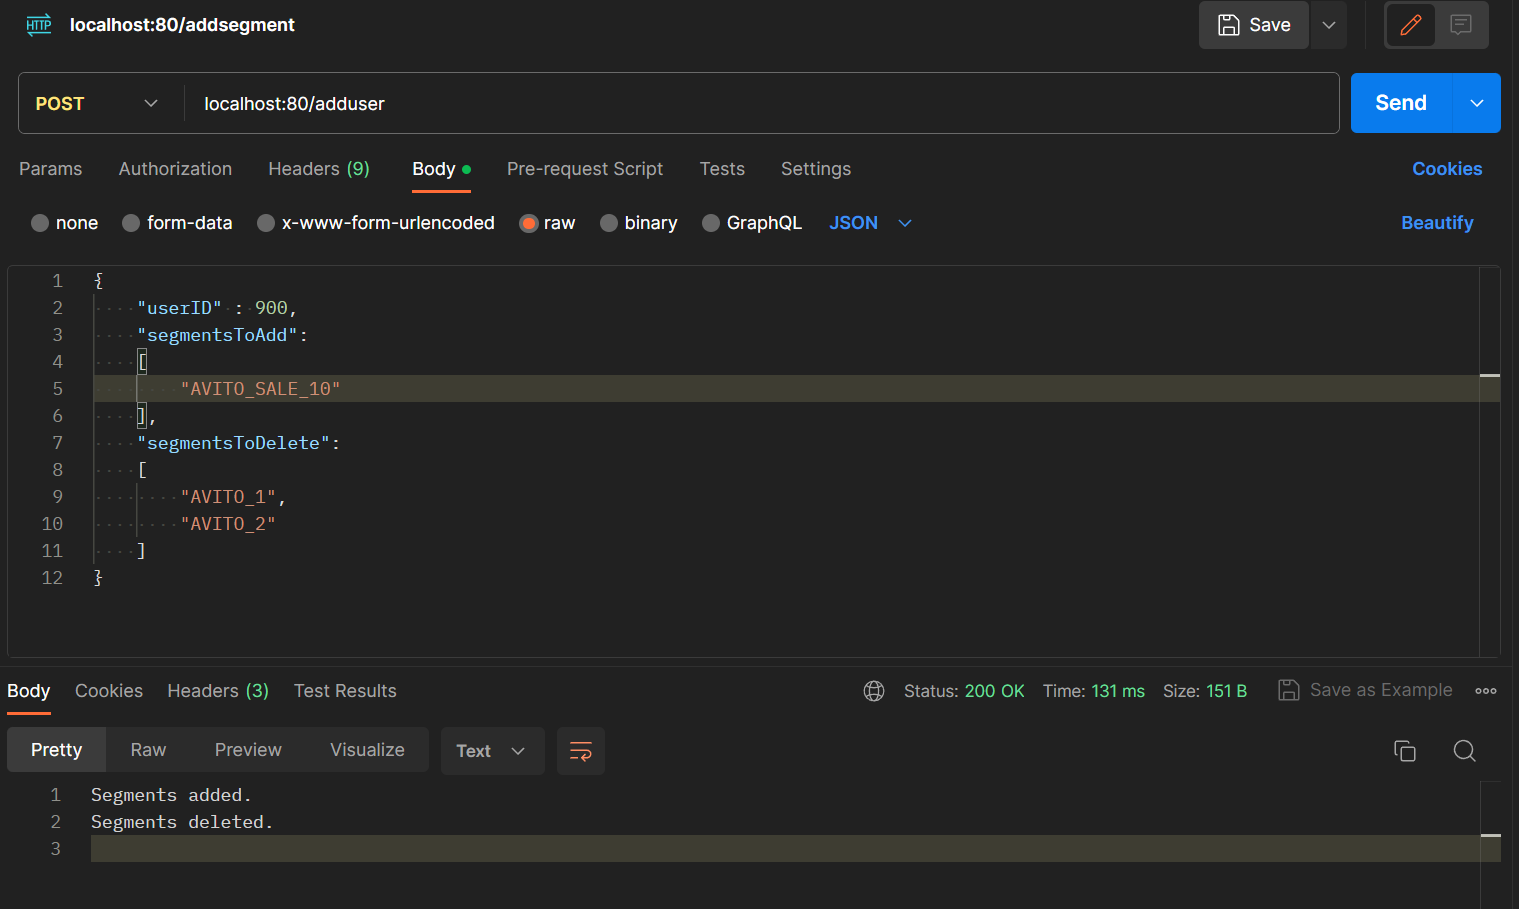 HTTP localhost:80/addsegment Save
POST localhost:80/adduser Send
Params Authorization Headers (9) Body Pre-request Script Tests Settings Cookies
none form-data x-www-form-urlencoded raw binary GraphQL JSON Beautify
1 {
2 "userID" : 900,
3 "segmentsToAdd":
4 [
5 "AVITO_SALE_10"
6 ],
7 "segmentsToDelete":
8 [
9 "AVITO_1",
10 "AVITO_2"
11 ]
12 }
Body Cookies Headers (3) Test Results Status: 200 OK Time: 131 ms Size: 151 B Save as Example
Pretty Raw Preview Visualize Text
1 Segments added.
2 Segments deleted.
3